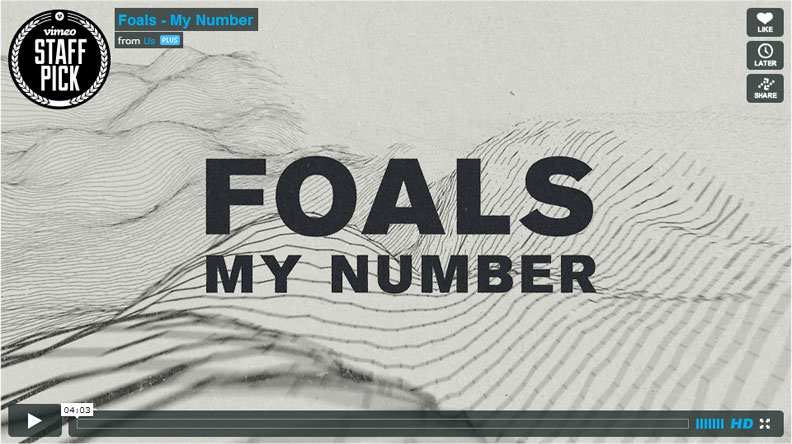 vimeo
STAFF
PICK
Foals - My Number
from Us PLUS
LIKE
LATER
SHARE
FOALS
MY NUMBER
04:03
HD